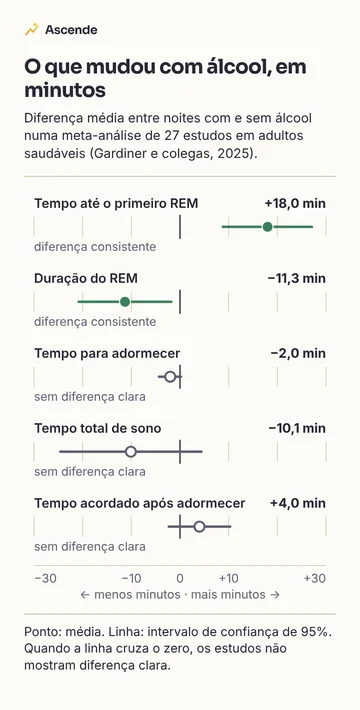 Ascende
O que mudou com álcool, em
minutos
Diferença média entre noites com e sem álcool
numa meta-análise de 27 estudos em adultos
saudáveis (Gardiner e colegas, 2025).
Tempo até o primeiro REM +18,0 min
diferença consistente
Duração do REM −11,3 min
diferença consistente
Tempo para adormecer −2,0 min
sem diferença clara
Tempo total de sono −10,1 min
sem diferença clara
Tempo acordado após adormecer +4,0 min
sem diferença clara
−30 −10 0 +10 +30
← menos minutos · mais minutos →
Ponto: média. Linha: intervalo de confiança de 95%.
Quando a linha cruza o zero, os estudos não
mostram diferença clara.